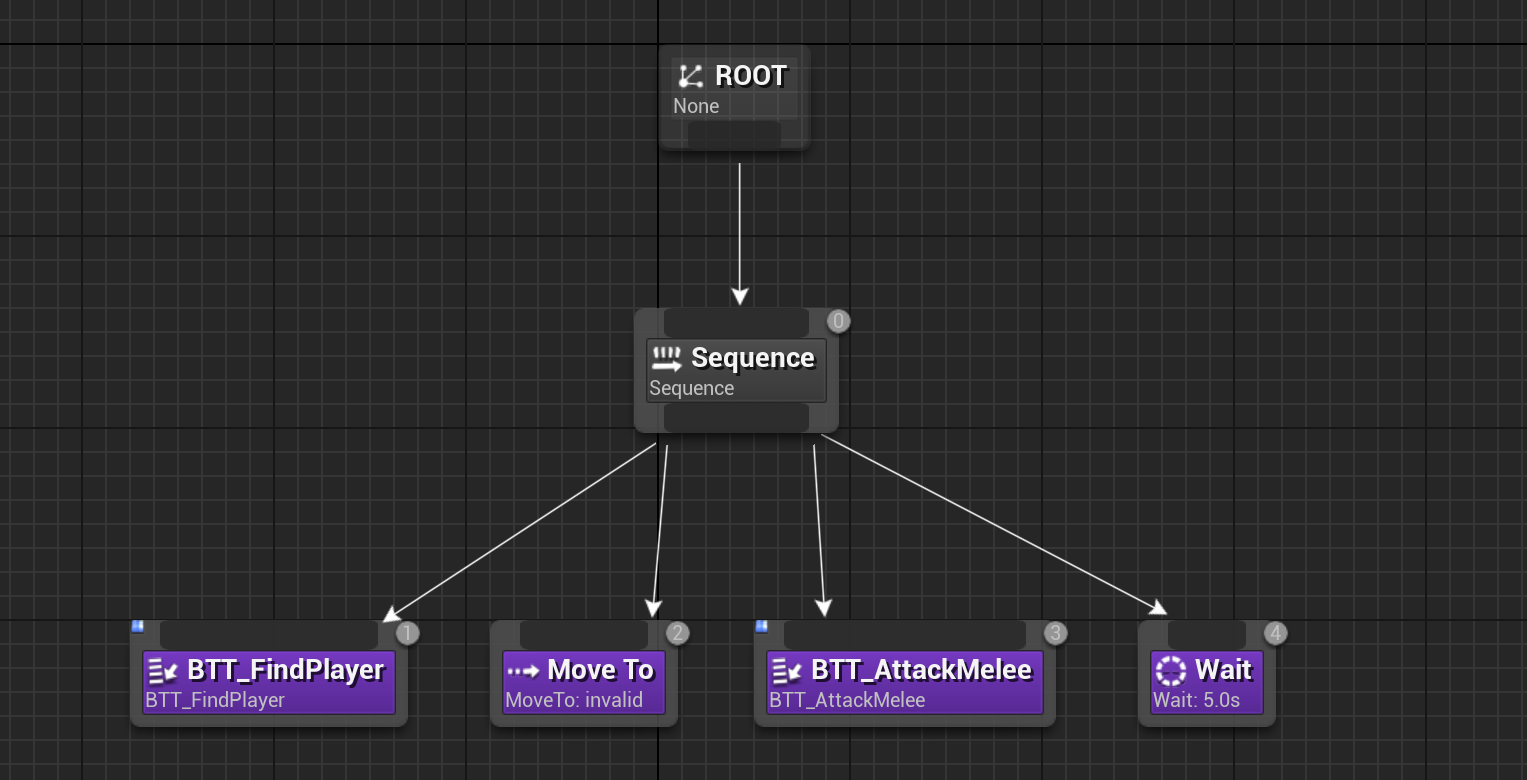 ROOT
None
0
Sequence
Sequence
1
2
3
4
BTT_FindPlayer
BTT_FindPlayer
Move To
MoveTo: invalid
BTT_AttackMelee
BTT_AttackMelee
Wait
Wait: 5.0s